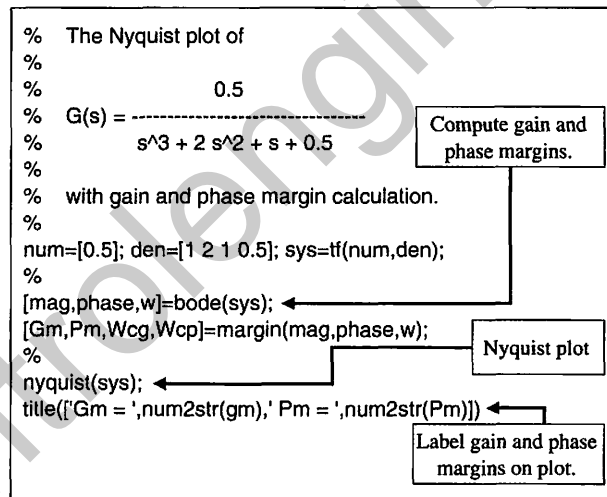 % The Nyquist plot of
%
% 0.5
% G(s) = -------------------------------
% s^3 + 2 s^2 + s + 0.5
%
% with gain and phase margin calculation.
%
num=[0.5]; den=[1 2 1 0.5]; sys=tf(num,den);
%
[mag,phase,w]=bode(sys);
[Gm,Pm,Wcg,Wcp]=margin(mag,phase,w);
%
nyquist(sys);
title(['Gm = ',num2str(gm),' Pm = ',num2str(Pm)])
Compute gain and
phase margins.
Nyquist plot
Label gain and phase
margins on plot.